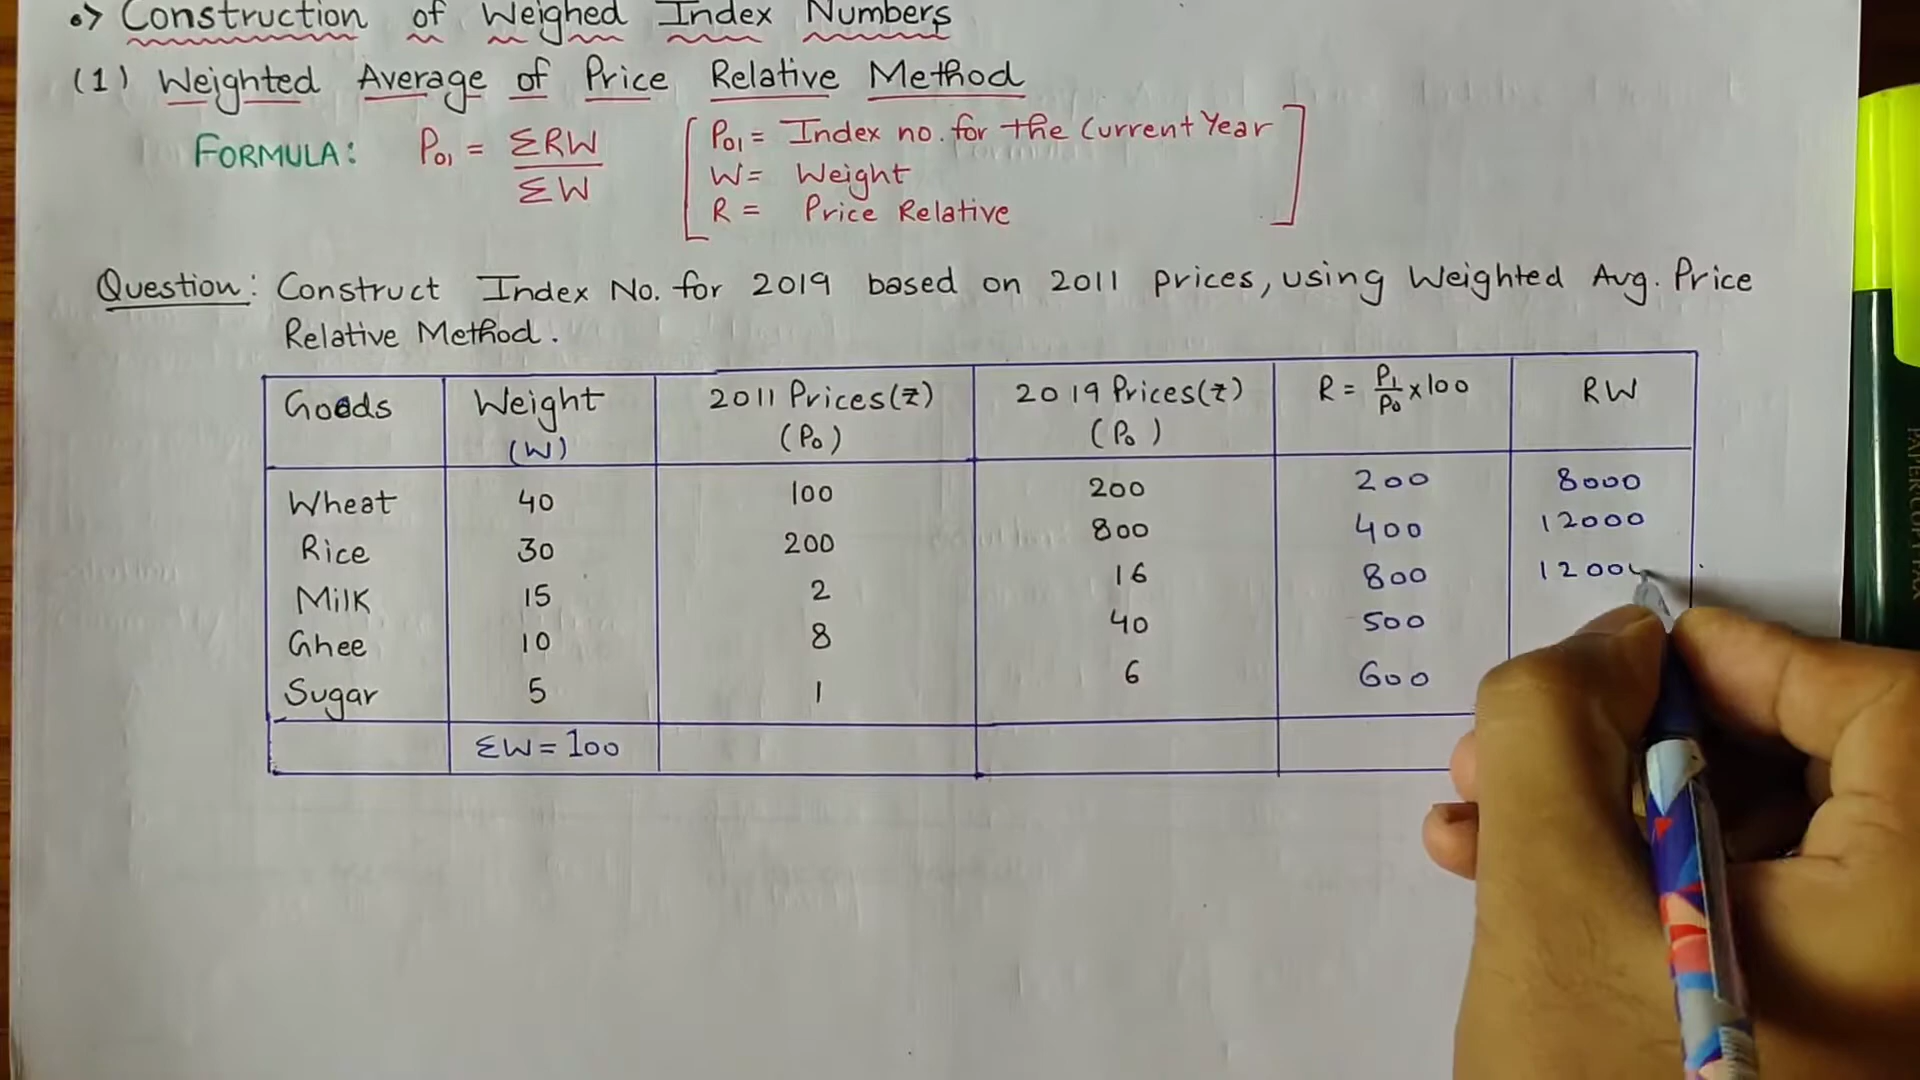 •> Construction of Weighed Index Numbers
(1) Weighted Average of Price Relative Method
FORMULA: P₀₁ = ΣRW / ΣW
[P₀₁ = Index no. for the Current Year
W = Weight
R = Price Relative]
Question: Construct Index No. for 2019 based on 2011 prices, using Weighted Avg. Price
Relative Method.
Goods Weight (W) 2011 Prices(₹) (P₀) 2019 Prices(₹) (P₀) R = P₁/P₀ x 100 RW
Wheat 40 100 200 200 8000
Rice 30 200 800 400 12000
Milk 15 2 16 800 1200
Ghee 10 8 40 500
Sugar 5 1 6 600
ΣW = 100